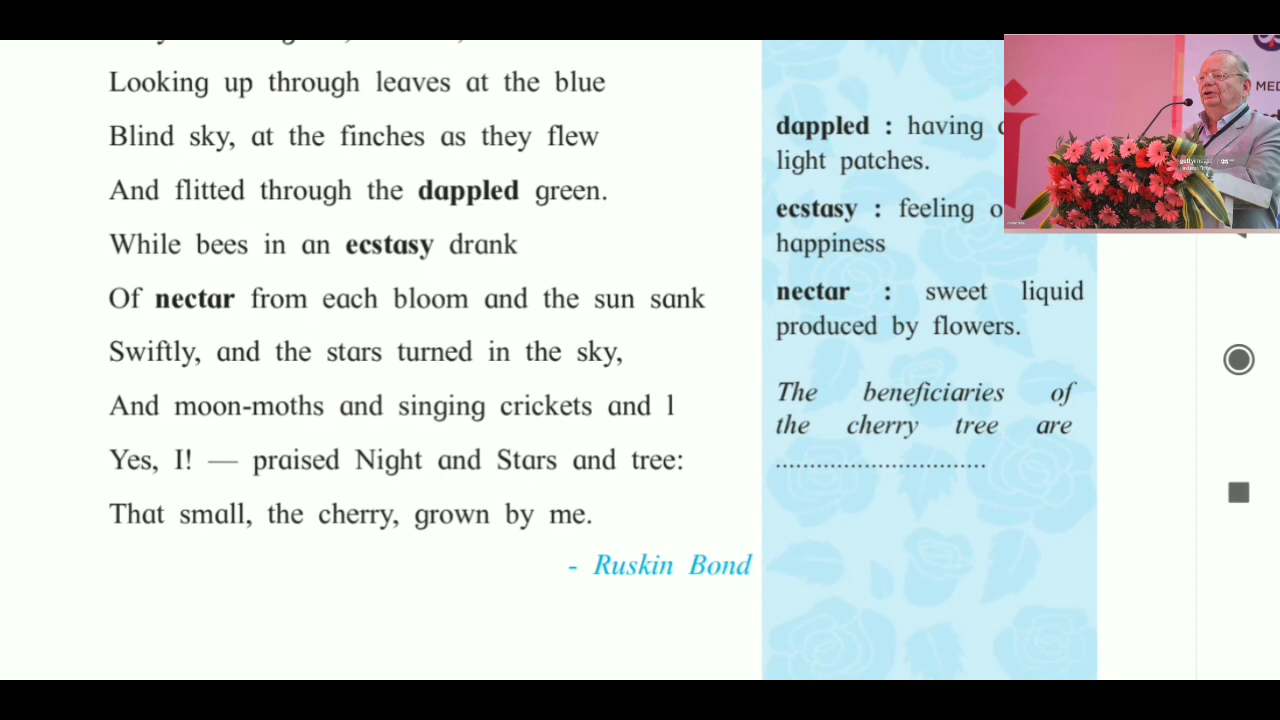 Looking up through leaves at the blue
Blind sky, at the finches as they flew
And flitted through the dappled green.
While bees in an ecstasy drank
Of nectar from each bloom and the sun sank
Swiftly, and the stars turned in the sky,
And moon-moths and singing crickets and l
Yes, I! — praised Night and Stars and tree:
That small, the cherry, grown by me.
- Ruskin Bond
dappled : having
light patches.
ecstasy : feeling
happiness
nectar : sweet liquid
produced by flowers.
The beneficiaries of
the cherry tree are
...............................
MED
gettyimages